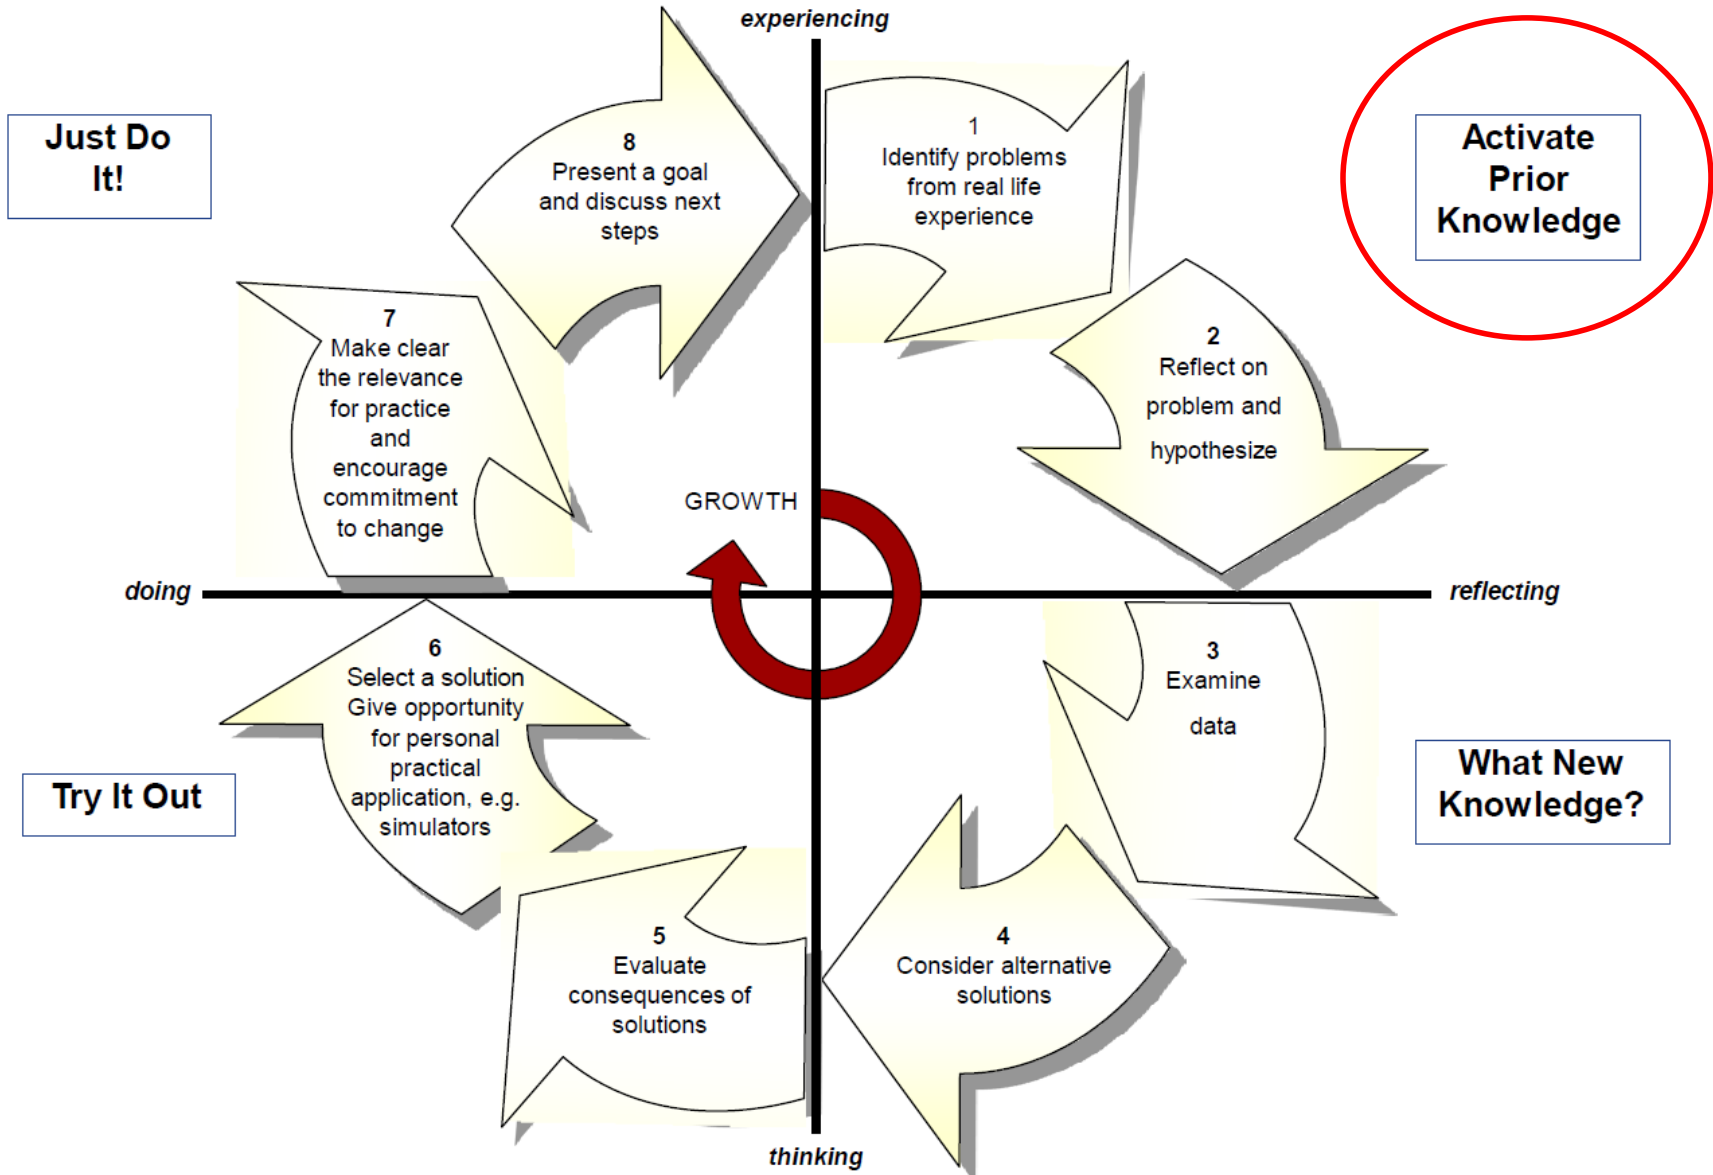 experiencing
Just Do
It!
8
Present a goal
and discuss next
steps
1
Identify problems
from real life
experience
Activate
Prior
Knowledge
7
Make clear
the relevance
for practice
and
encourage
commitment
to change
2
Reflect on
problem and
hypothesize
GROWTH
doing
reflecting
6
Select a solution
Give opportunity
for personal
practical
application, e.g.
simulators
3
Examine
data
Try It Out
What New
Knowledge?
5
Evaluate
consequences of
solutions
4
Consider alternative
solutions
thinking